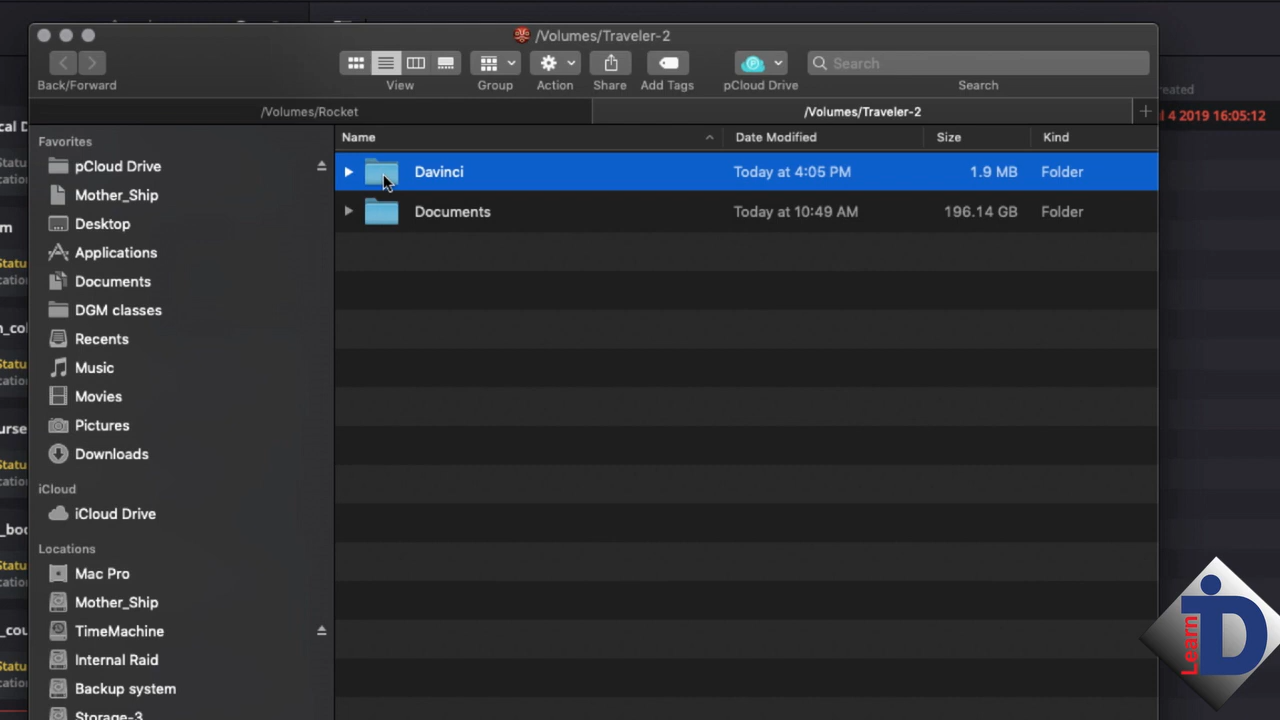 /Volumes/Traveler-2
Back/Forward
View
Group
Action
Share
Add Tags
pCloud Drive
Search
Search
/Volumes/Rocket
/Volumes/Traveler-2
Name
Date Modified
Size
Kind
Davinci
Today at 4:05 PM
1.9 MB
Folder
Documents
Today at 10:49 AM
196.14 GB
Folder
Favorites
pCloud Drive
Mother_Ship
Desktop
Applications
Documents
DGM classes
Recents
Music
Movies
Pictures
Downloads
iCloud
iCloud Drive
Locations
Mac Pro
Mother_Ship
TimeMachine
Internal Raid
Backup system
Storage-3
4 2019 16:05:12
Learn
D